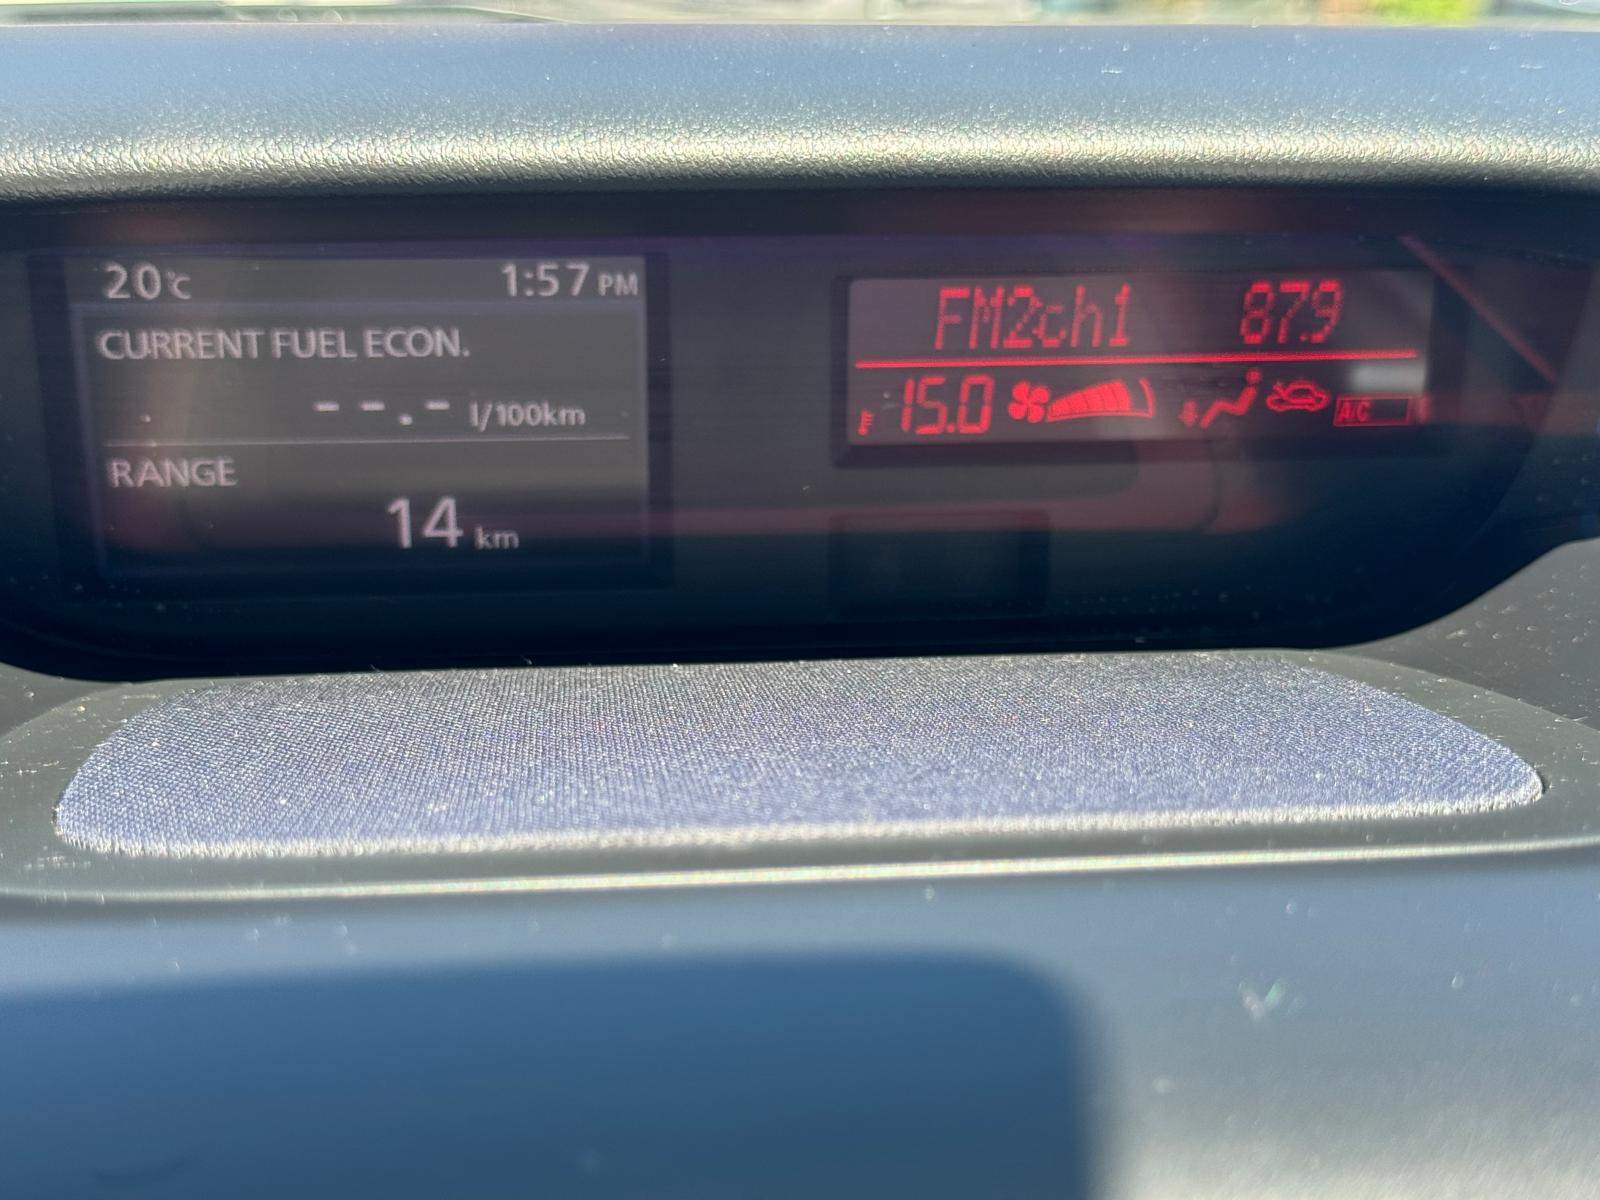 20°C 1:57 PM
CURRENT FUEL ECON.
--.- l/100km
RANGE
14 km
FM2ch1 87.9
15.0
A/C